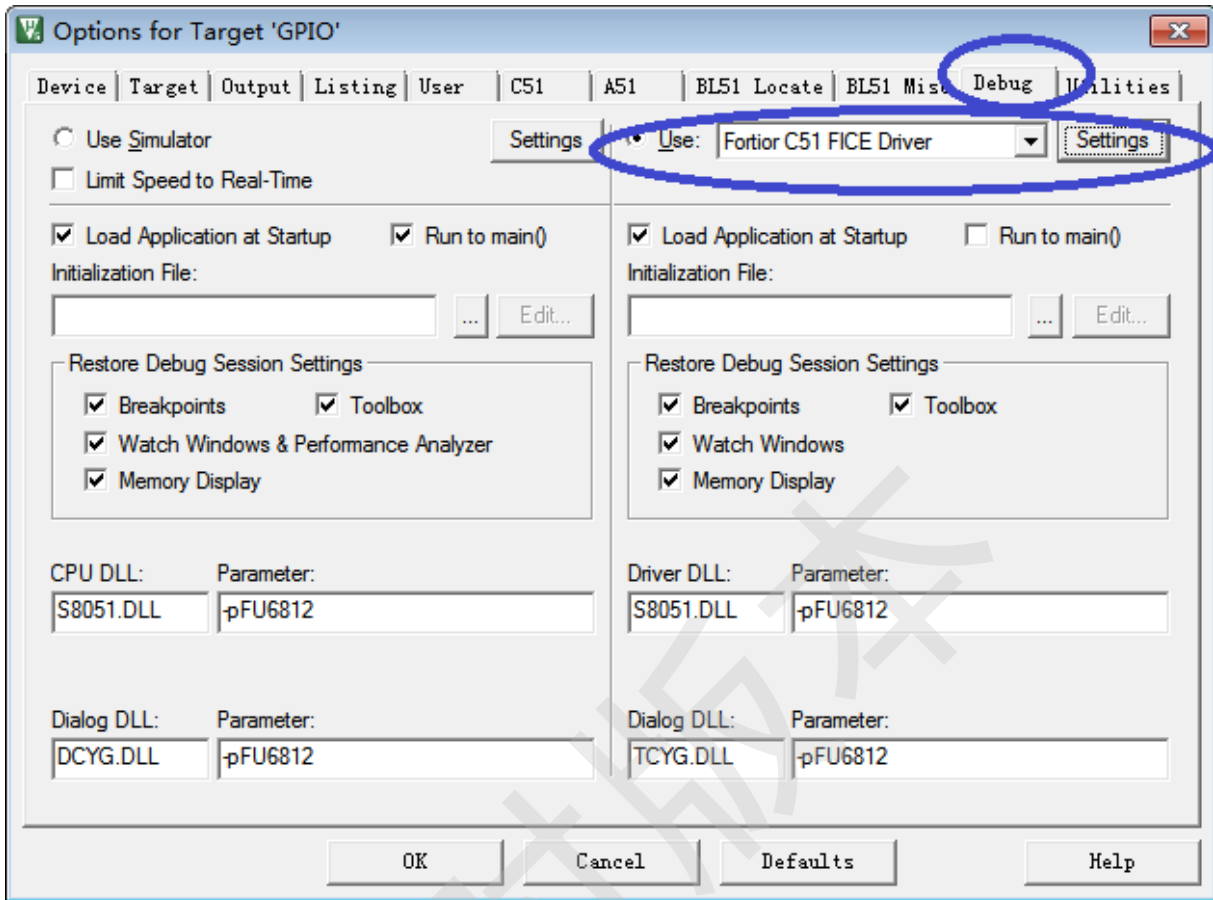 Options for Target 'GPIO'
Device Target Output Listing User C51 A51 BL51 Locate BL51 Misc Debug Utilities
Use Simulator Settings Use: Fortior C51 FICE Driver Settings
Limit Speed to Real-Time
Load Application at Startup Run to main() Load Application at Startup Run to main()
Initialization File: Initialization File:
... Edit... ... Edit...
Restore Debug Session Settings Restore Debug Session Settings
Breakpoints Toolbox Breakpoints Toolbox
Watch Windows & Performance Analyzer Watch Windows
Memory Display Memory Display
CPU DLL: Parameter: Driver DLL: Parameter:
S8051.DLL -pFU6812 S8051.DLL -pFU6812
Dialog DLL: Parameter: Dialog DLL: Parameter:
DCYG.DLL -pFU6812 TCYG.DLL -pFU6812
OK Cancel Defaults Help
版本